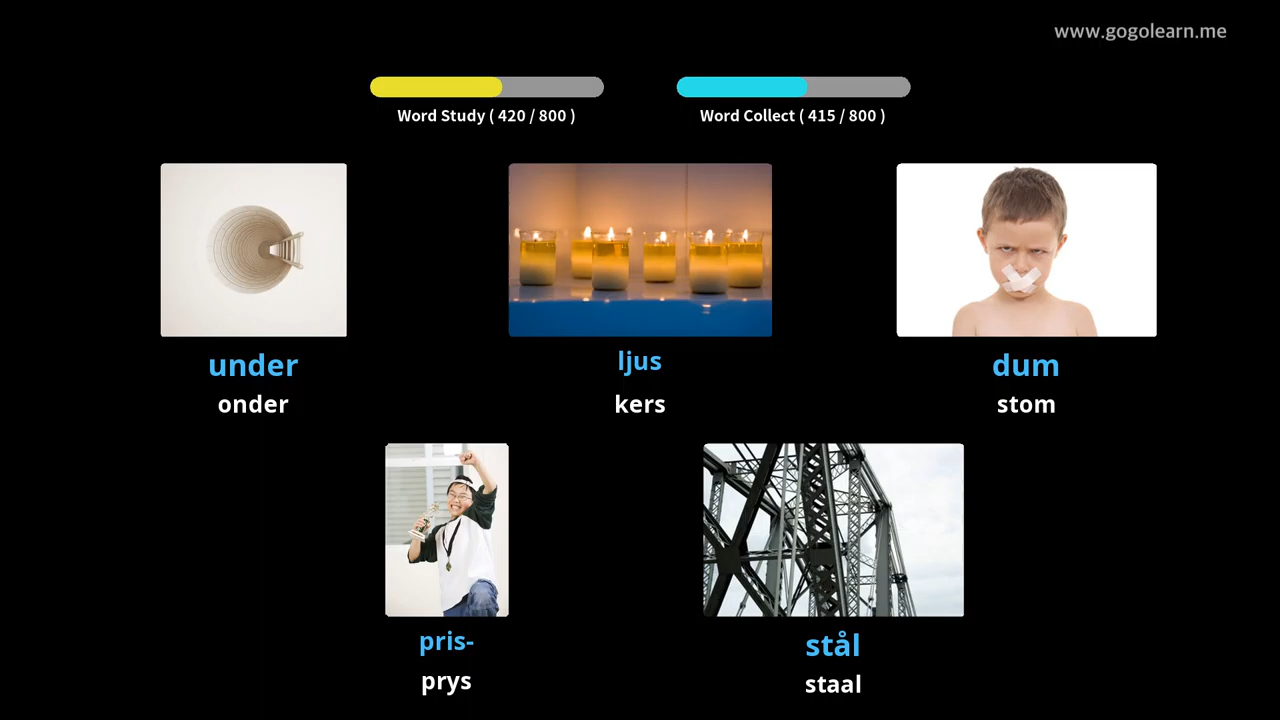 www.gogolearn.me
Word Study ( 420 / 800 )
Word Collect ( 415 / 800 )
under
onder
ljus
kers
dum
stom
pris-
prys
stål
staal